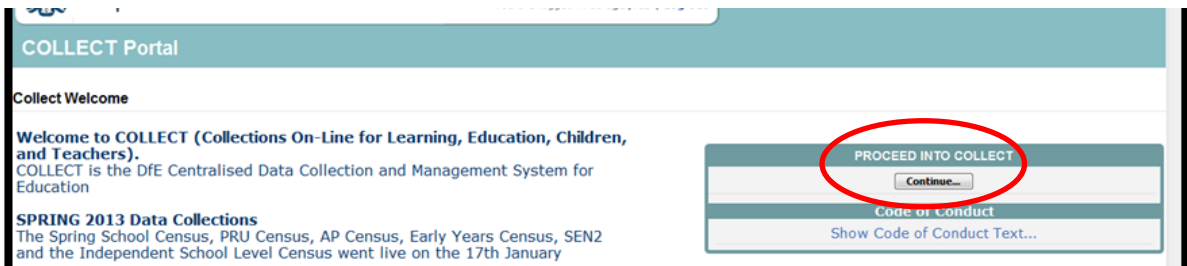 COLLECT Portal
Collect Welcome
Welcome to COLLECT (Collections On-Line for Learning, Education, Children,
and Teachers).
COLLECT is the DfE Centralised Data Collection and Management System for
Education
SPRING 2013 Data Collections
The Spring School Census, PRU Census, AP Census, Early Years Census, SEN2
and the Independent School Level Census went live on the 17th January
PROCEED INTO COLLECT
Continue...
Code of Conduct
Show Code of Conduct Text...